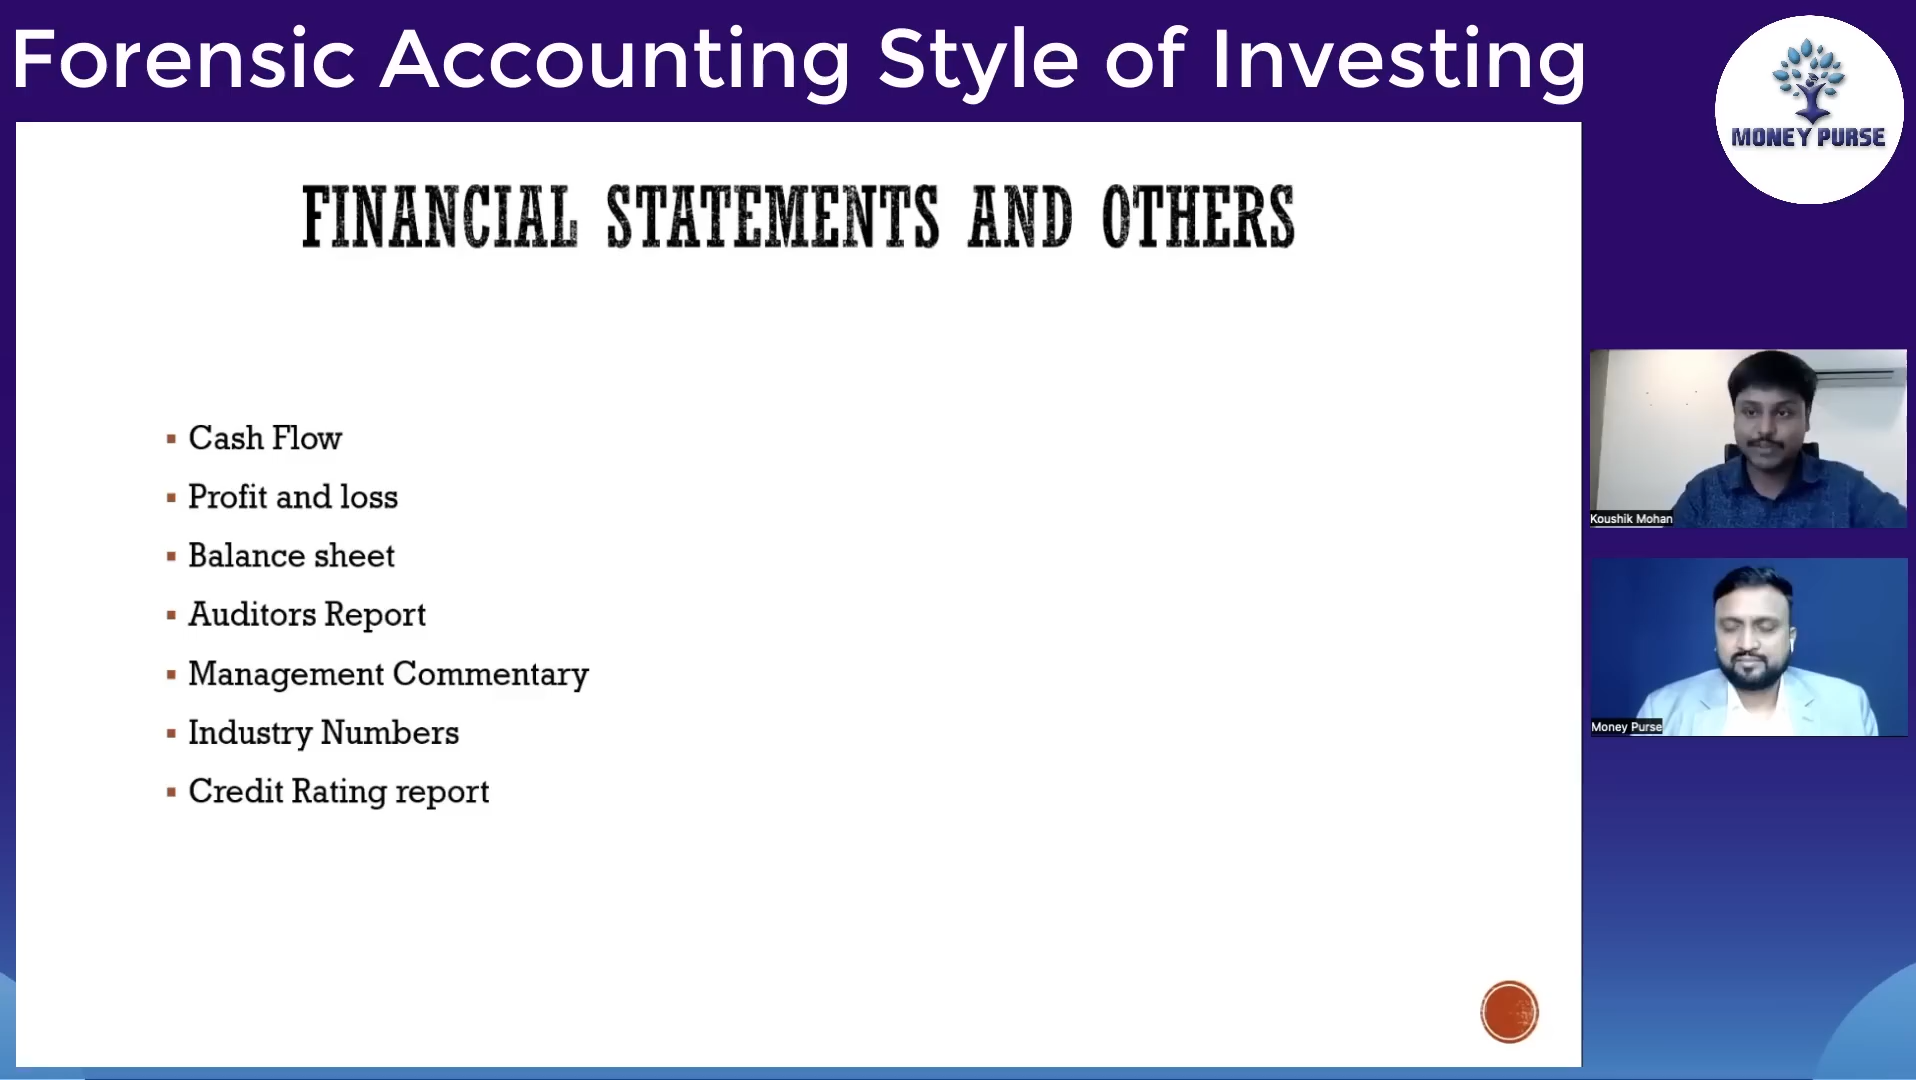 Forensic Accounting Style of Investing
MONEY PURSE
FINANCIAL STATEMENTS AND OTHERS
Cash Flow
Profit and loss
Balance sheet
Auditors Report
Management Commentary
Industry Numbers
Credit Rating report
Koushik Mohan
Money Purse